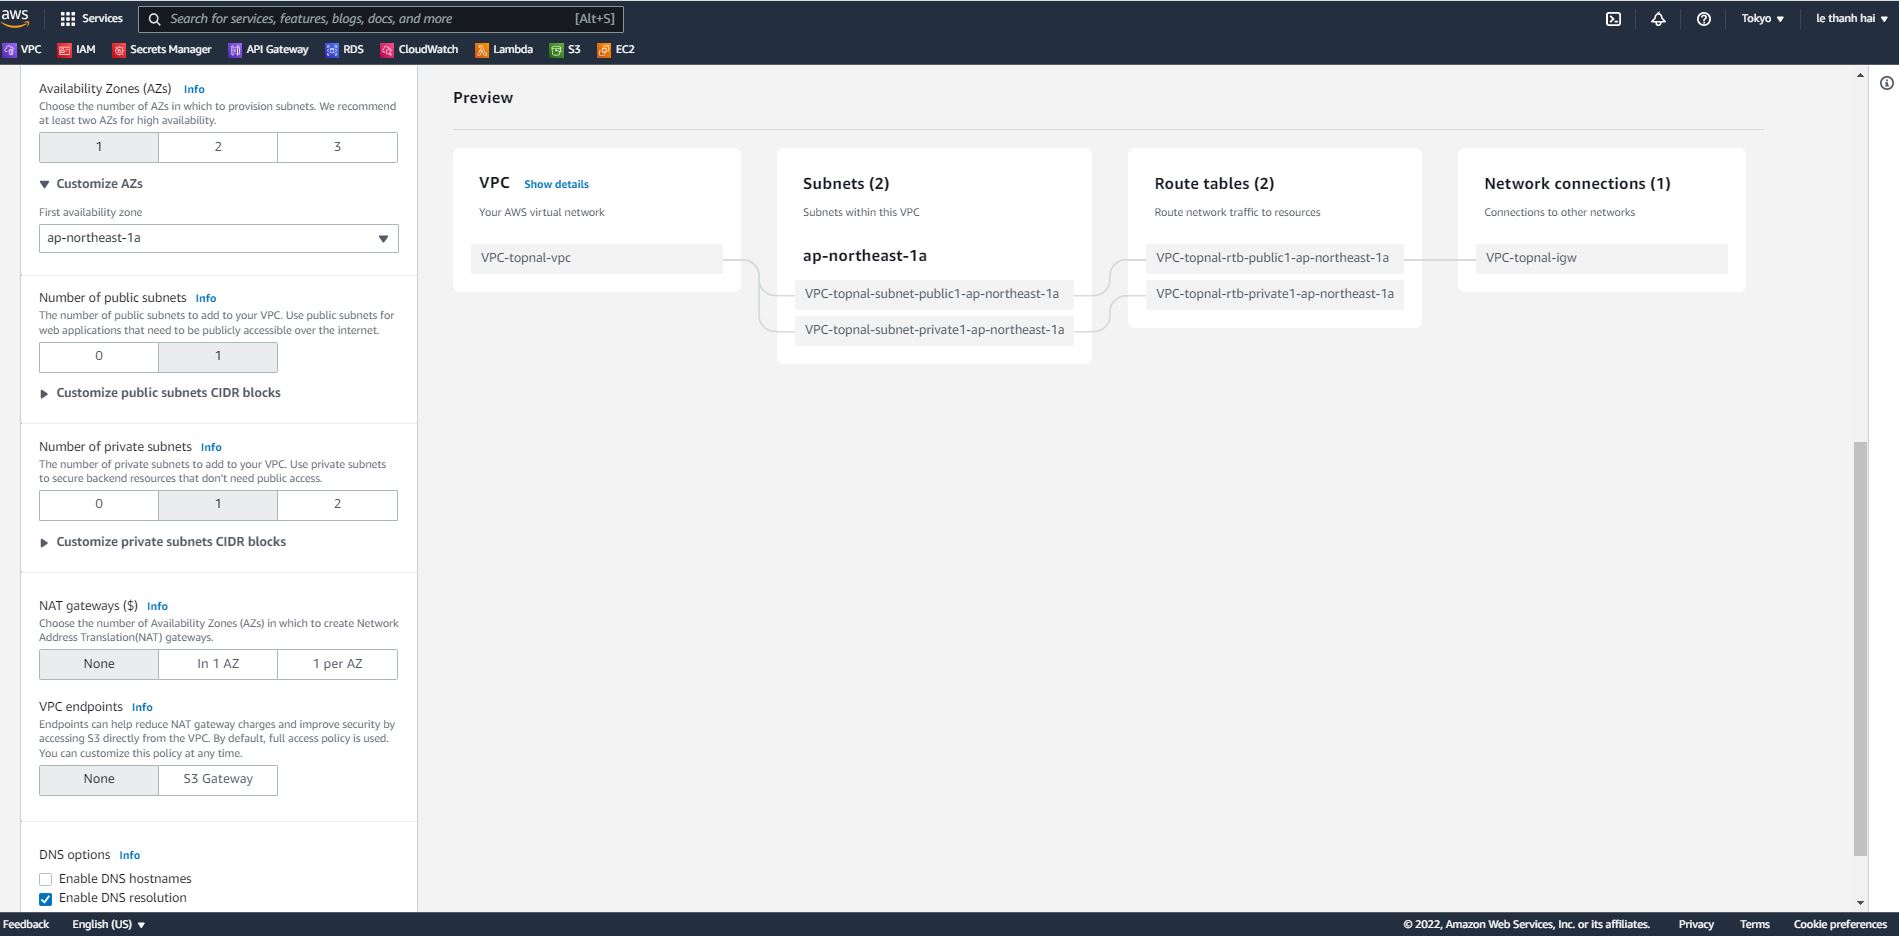 aws
Services
Search for services, features, blogs, docs, and more
[Alt+S]
Tokyo
le thanh hai
VPC
IAM
Secrets Manager
API Gateway
RDS
CloudWatch
Lambda
S3
EC2
Availability Zones (AZs) Info
Choose the number of AZs in which to provision subnets. We recommend
at least two AZs for high availability.
1 2 3
Customize AZs
First availability zone
ap-northeast-1a
Number of public subnets Info
The number of public subnets to add to your VPC. Use public subnets for
web applications that need to be publicly accessible over the internet.
0 1
Customize public subnets CIDR blocks
Number of private subnets Info
The number of private subnets to add to your VPC. Use private subnets
to secure backend resources that don't need public access.
0 1 2
Customize private subnets CIDR blocks
NAT gateways ($) Info
Choose the number of Availability Zones (AZs) in which to create Network
Address Translation(NAT) gateways.
None In 1 AZ 1 per AZ
VPC endpoints Info
Endpoints can help reduce NAT gateway charges and improve security by
accessing S3 directly from the VPC. By default, full access policy is used.
You can customize this policy at any time.
None S3 Gateway
DNS options Info
Enable DNS hostnames
Enable DNS resolution
Preview
VPC Show details
Your AWS virtual network
VPC-topnal-vpc
Subnets (2)
Subnets within this VPC
ap-northeast-1a
VPC-topnal-subnet-public1-ap-northeast-1a
VPC-topnal-subnet-private1-ap-northeast-1a
Route tables (2)
Route network traffic to resources
VPC-topnal-rtb-public1-ap-northeast-1a
VPC-topnal-rtb-private1-ap-northeast-1a
Network connections (1)
Connections to other networks
VPC-topnal-igw
Feedback
English (US)
© 2022, Amazon Web Services, Inc. or its affiliates.
Privacy
Terms
Cookie preferences